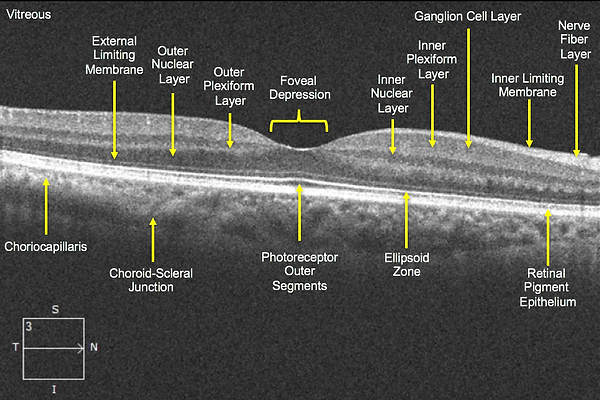 Vitreous
External
Limiting
Membrane
Outer
Nuclear
Layer
Outer
Plexiform
Layer
Foveal
Depression
Inner
Nuclear
Layer
Inner
Plexiform
Layer
Ganglion Cell Layer
Inner Limiting
Membrane
Nerve
Fiber
Layer
Choriocapillaris
Choroid-Scleral
Junction
Photoreceptor
Outer
Segments
Ellipsoid
Zone
Retinal
Pigment
Epithelium
S
3
T N
I